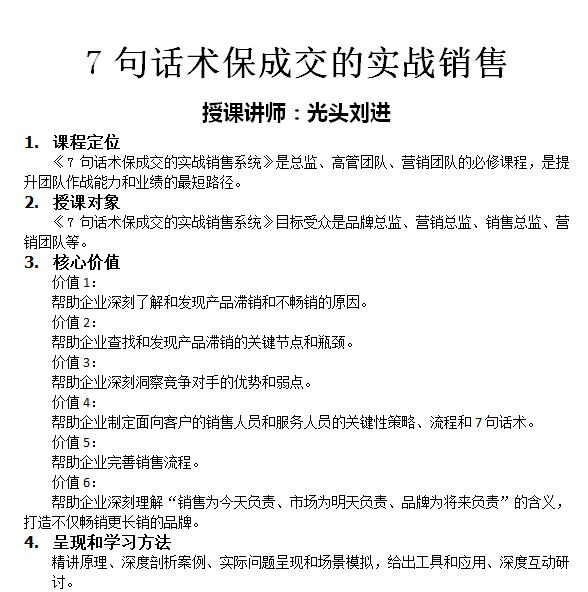 7 句话术保成交的实战销售
授课讲师：光头刘进
1. 课程定位
《7 句话术保成交的实战销售系统》是总监、高管团队、营销团队的必修课程，是提
升团队作战能力和业绩的最短路径。
2. 授课对象
《7 句话术保成交的实战销售系统》目标受众是品牌总监、营销总监、销售总监、营
销团队等。
3. 核心价值
价值 1：
帮助企业深刻了解和发现产品滞销和不畅销的原因。
价值 2：
帮助企业查找和发现产品滞销的关键节点和瓶颈。
价值 3：
帮助企业深刻洞察竞争对手的优势和弱点。
价值 4：
帮助企业制定面向客户的销售人员和服务人员的关键性策略、流程和 7 句话术。
价值 5：
帮助企业完善销售流程。
价值 6：
帮助企业深刻理解“销售为今天负责、市场为明天负责、品牌为将来负责”的含义，
打造不仅畅销更长销的品牌。
4. 呈现和学习方法
精讲原理、深度剖析案例、实际问题呈现和场景模拟，给出工具和应用、深度互动研
讨。